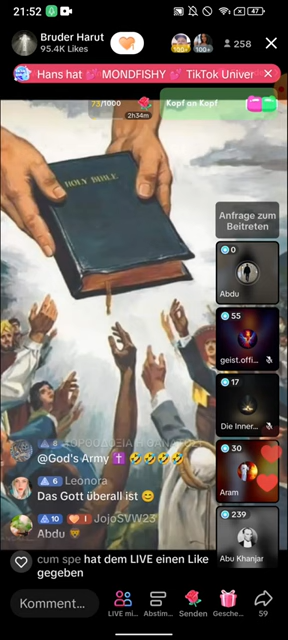 21:52
47
Bruder Harut
95.4K Likes
100+
100+
258
Hans hat 💞 MONDFISHY 💞 TikTok Univer
73/1000
2h34m
Kopf an Kopf
HOLY BIBLE
Anfrage zum
Beitreten
0
Abdu
55
geist.offi...
17
Die Inner...
30
Aram
239
Abu Khanjar
@God's Army ✝️ 🤣🤣🤣🤣
6 Leonora
Das Gott überall ist 😊
10 1 JojoSVW23
Abdu
cum spe hat dem LIVE einen Like
gegeben
Komment...
LIVE mi...
Abstim...
Senden
Gesche...
59